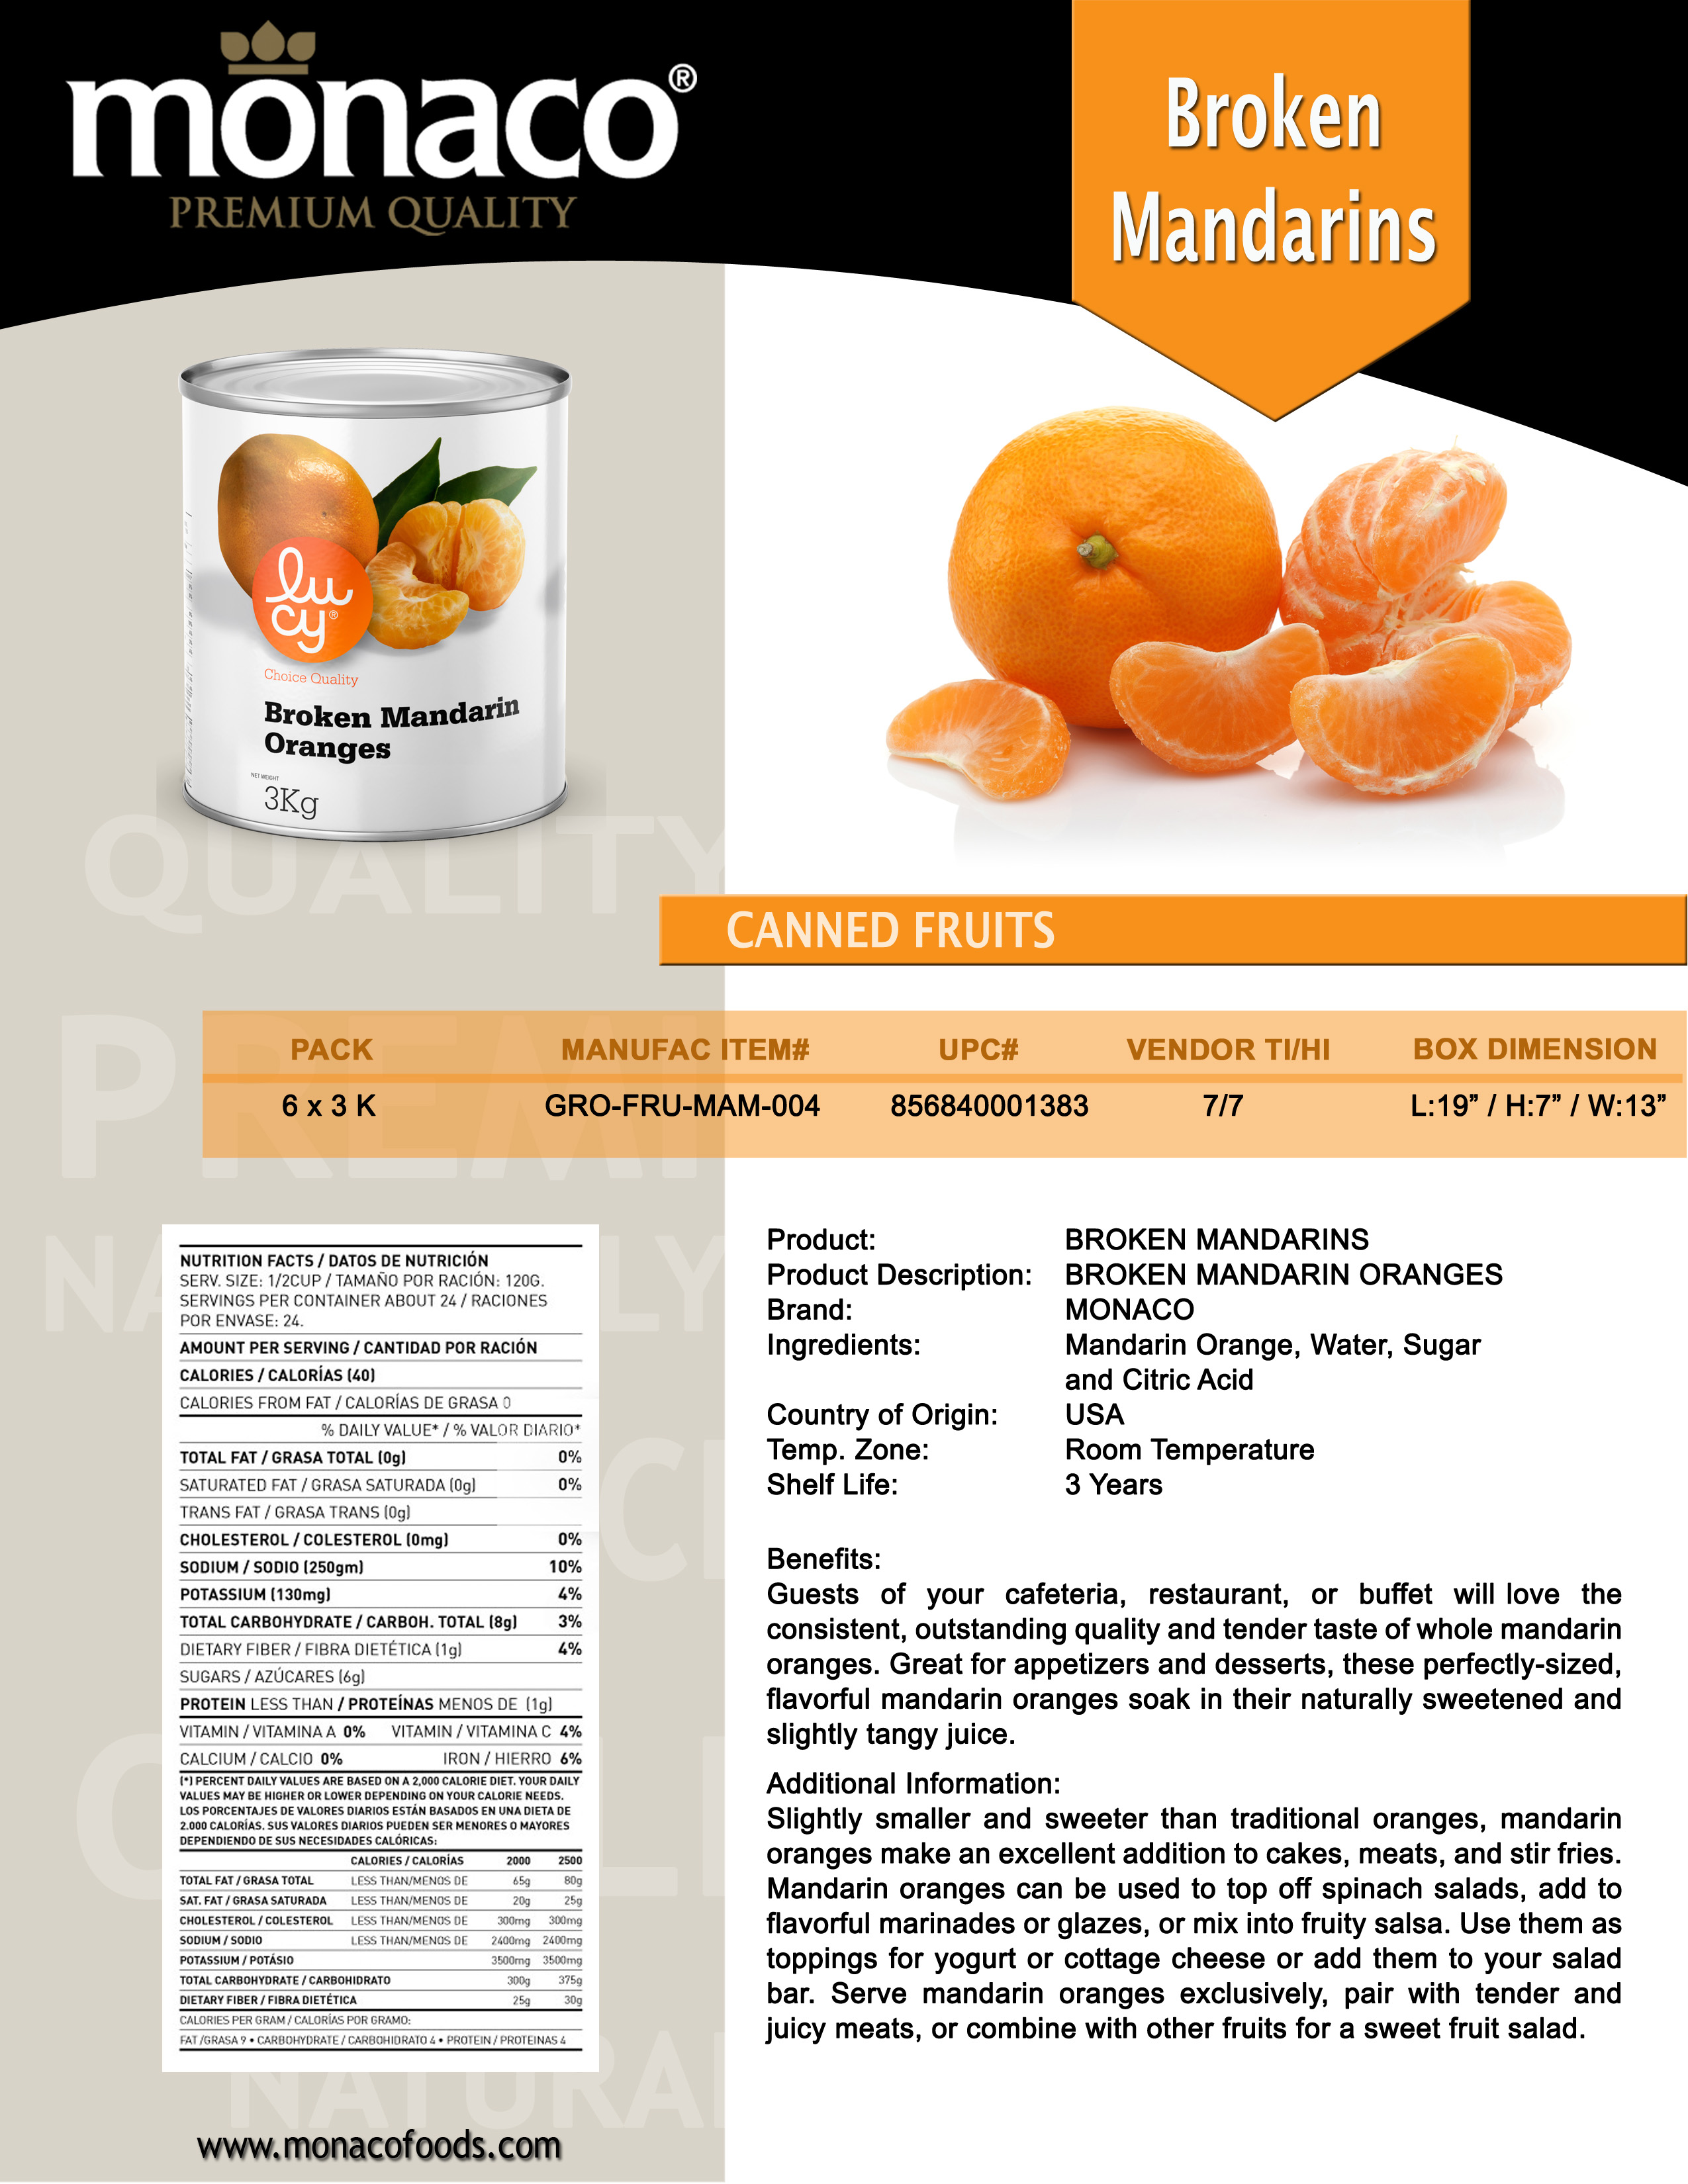 monaco®
PREMIUM QUALITY
Broken
Mandarins
lu
cy®
Choice Quality
Broken Mandarin
Oranges
NET WEIGHT
3Kg
QUALITY
CANNED FRUITS
PACK MANUFAC ITEM# UPC# VENDOR TI/HI BOX DIMENSION
6 x 3 K GRO-FRU-MAM-004 856840001383 7/7 L:19” / H:7” / W:13”
NUTRITION FACTS / DATOS DE NUTRICIÓN
SERV. SIZE: 1/2CUP / TAMAÑO POR RACIÓN: 120G.
SERVINGS PER CONTAINER ABOUT 24 / RACIONES
POR ENVASE: 24.
AMOUNT PER SERVING / CANTIDAD POR RACIÓN
CALORIES / CALORÍAS (40)
CALORIES FROM FAT / CALORÍAS DE GRASA 0
% DAILY VALUE* / % VALOR DIARIO*
TOTAL FAT / GRASA TOTAL (0g) 0%
SATURATED FAT / GRASA SATURADA (0g) 0%
TRANS FAT / GRASA TRANS (0g)
CHOLESTEROL / COLESTEROL (0mg) 0%
SODIUM / SODIO (250gm) 10%
POTASSIUM (130mg) 4%
TOTAL CARBOHYDRATE / CARBOH. TOTAL (8g) 3%
DIETARY FIBER / FIBRA DIETÉTICA (1g) 4%
SUGARS / AZÚCARES (6g)
PROTEIN LESS THAN / PROTEÍNAS MENOS DE (1g)
VITAMIN / VITAMINA A 0% VITAMIN / VITAMINA C 4%
CALCIUM / CALCIO 0% IRON / HIERRO 6%
(*) PERCENT DAILY VALUES ARE BASED ON A 2,000 CALORIE DIET. YOUR DAILY
VALUES MAY BE HIGHER OR LOWER DEPENDING ON YOUR CALORIE NEEDS.
LOS PORCENTAJES DE VALORES DIARIOS ESTÁN BASADOS EN UNA DIETA DE
2.000 CALORÍAS. SUS VALORES DIARIOS PUEDEN SER MENORES O MAYORES
DEPENDIENDO DE SUS NECESIDADES CALÓRICAS:
CALORIES / CALORÍAS 2000 2500
TOTAL FAT / GRASA TOTAL LESS THAN/MENOS DE 65g 80g
SAT. FAT / GRASA SATURADA LESS THAN/MENOS DE 20g 25g
CHOLESTEROL / COLESTEROL LESS THAN/MENOS DE 300mg 300mg
SODIUM / SODIO LESS THAN/MENOS DE 2400mg 2400mg
POTASSIUM / POTÁSIO 3500mg 3500mg
TOTAL CARBOHYDRATE / CARBOHIDRATO 300g 375g
DIETARY FIBER / FIBRA DIETÉTICA 25g 30g
CALORIES PER GRAM / CALORÍAS POR GRAMO:
FAT /GRASA 9 • CARBOHYDRATE / CARBOHIDRATO 4 • PROTEIN / PROTEINAS 4
www.monacofoods.com
Product: BROKEN MANDARINS
Product Description: BROKEN MANDARIN ORANGES
Brand: MONACO
Ingredients: Mandarin Orange, Water, Sugar
and Citric Acid
Country of Origin: USA
Temp. Zone: Room Temperature
Shelf Life: 3 Years
Benefits:
Guests of your cafeteria, restaurant, or buffet will love the
consistent, outstanding quality and tender taste of whole mandarin
oranges. Great for appetizers and desserts, these perfectly-sized,
flavorful mandarin oranges soak in their naturally sweetened and
slightly tangy juice.
Additional Information:
Slightly smaller and sweeter than traditional oranges, mandarin
oranges make an excellent addition to cakes, meats, and stir fries.
Mandarin oranges can be used to top off spinach salads, add to
flavorful marinades or glazes, or mix into fruity salsa. Use them as
toppings for yogurt or cottage cheese or add them to your salad
bar. Serve mandarin oranges exclusively, pair with tender and
juicy meats, or combine with other fruits for a sweet fruit salad.